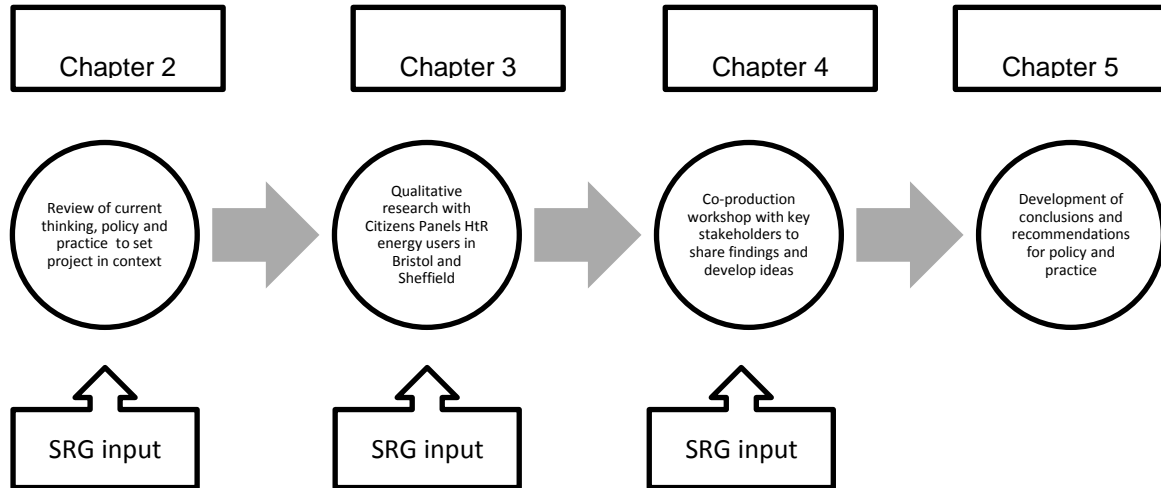 Chapter 2
Chapter 3
Chapter 4
Chapter 5
Review of current
thinking, policy and
practice to set
project in context
Qualitative
research with
Citizens Panels HtR
energy users in
Bristol and
Sheffield
Co-production
workshop with key
stakeholders to
share findings and
develop ideas
Development of
conclusions and
recommendations
for policy and
practice
SRG input
SRG input
SRG input